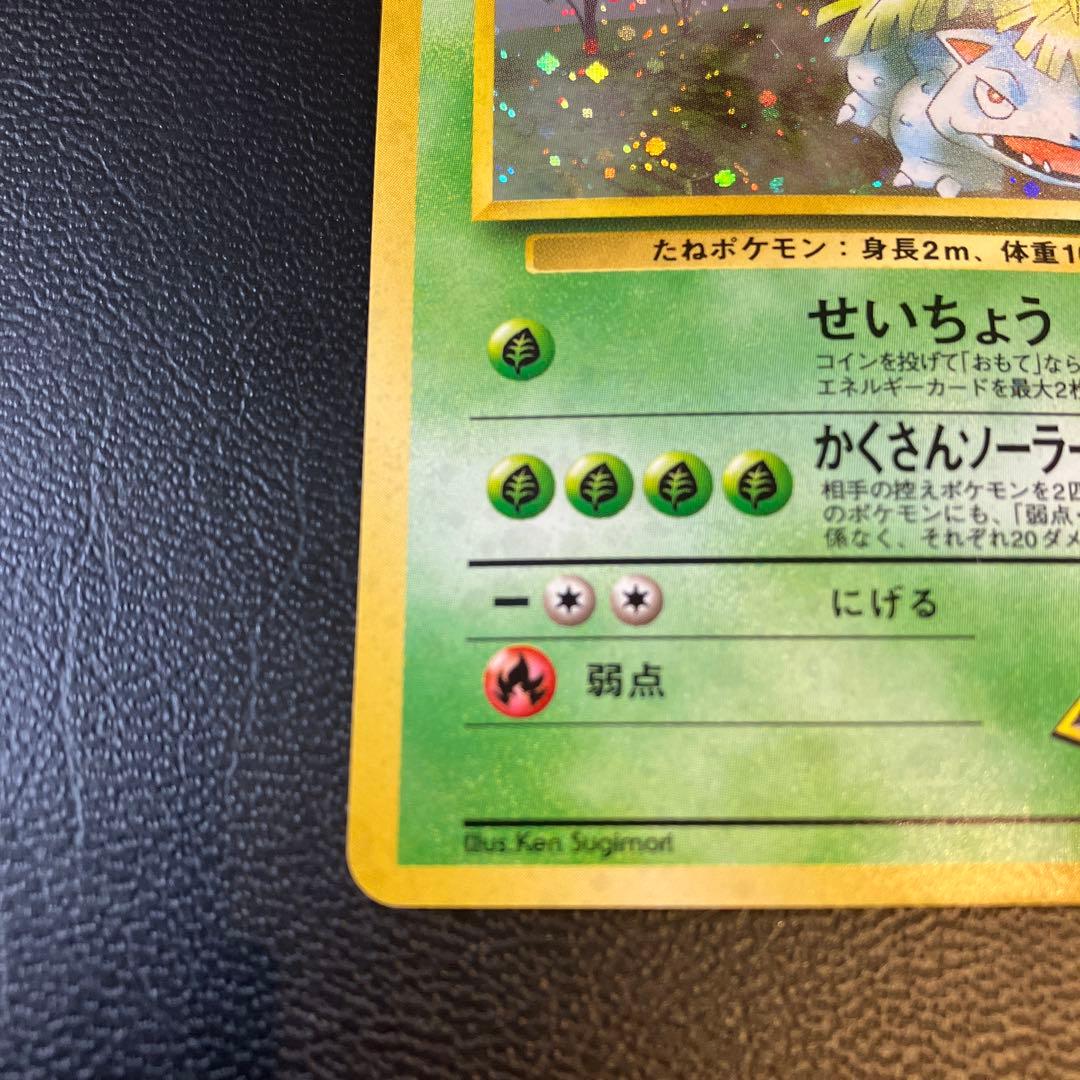 たねポケモン：身長2m、体重10
せいちょう
コインを投げて「おもて」なら
エネルギーカードを最大2枚
かくさんソーラー
相手の控えポケモンを2匹
のポケモンにも、「弱点
係なく、それぞれ20ダメ
ー にげる
弱点
Illus. Ken Sugimori